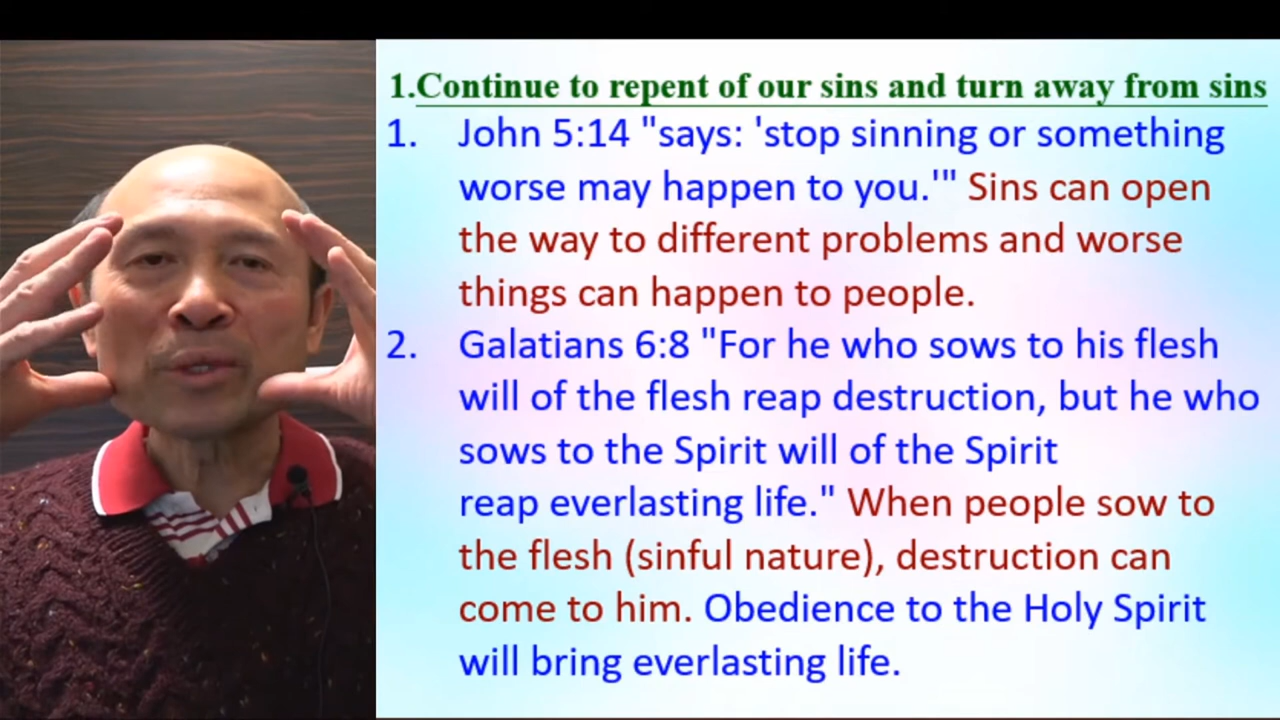 1.Continue to repent of our sins and turn away from sins
1. John 5:14 "says: 'stop sinning or something
worse may happen to you.'" Sins can open
the way to different problems and worse
things can happen to people.
2. Galatians 6:8 "For he who sows to his flesh
will of the flesh reap destruction, but he who
sows to the Spirit will of the Spirit
reap everlasting life." When people sow to
the flesh (sinful nature), destruction can
come to him. Obedience to the Holy Spirit
will bring everlasting life.